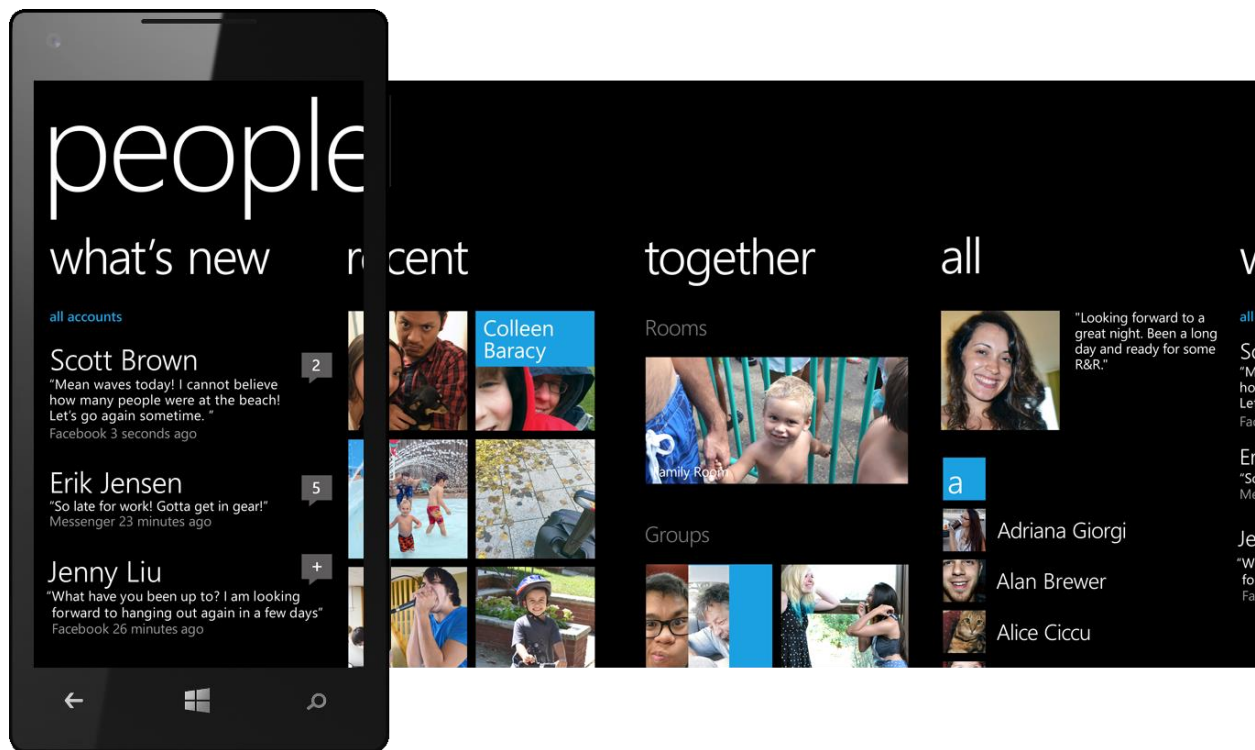 people
what's new
all accounts
Scott Brown
2
“Mean waves today! I cannot believe
how many people were at the beach!
Let’s go again sometime. ”
Facebook 3 seconds ago
Erik Jensen
5
“So late for work! Gotta get in gear!"
Messenger 23 minutes ago
Jenny Liu
+
“What have you been up to? I am looking
forward to hanging out again in a few days”
Facebook 26 minutes ago
recent
Colleen
Baracy
together
Rooms
Family Room
Groups
all
"Looking forward to a
great night. Been a long
day and ready for some
R&R."
a
Adriana Giorgi
Alan Brewer
Alice Ciccu
all